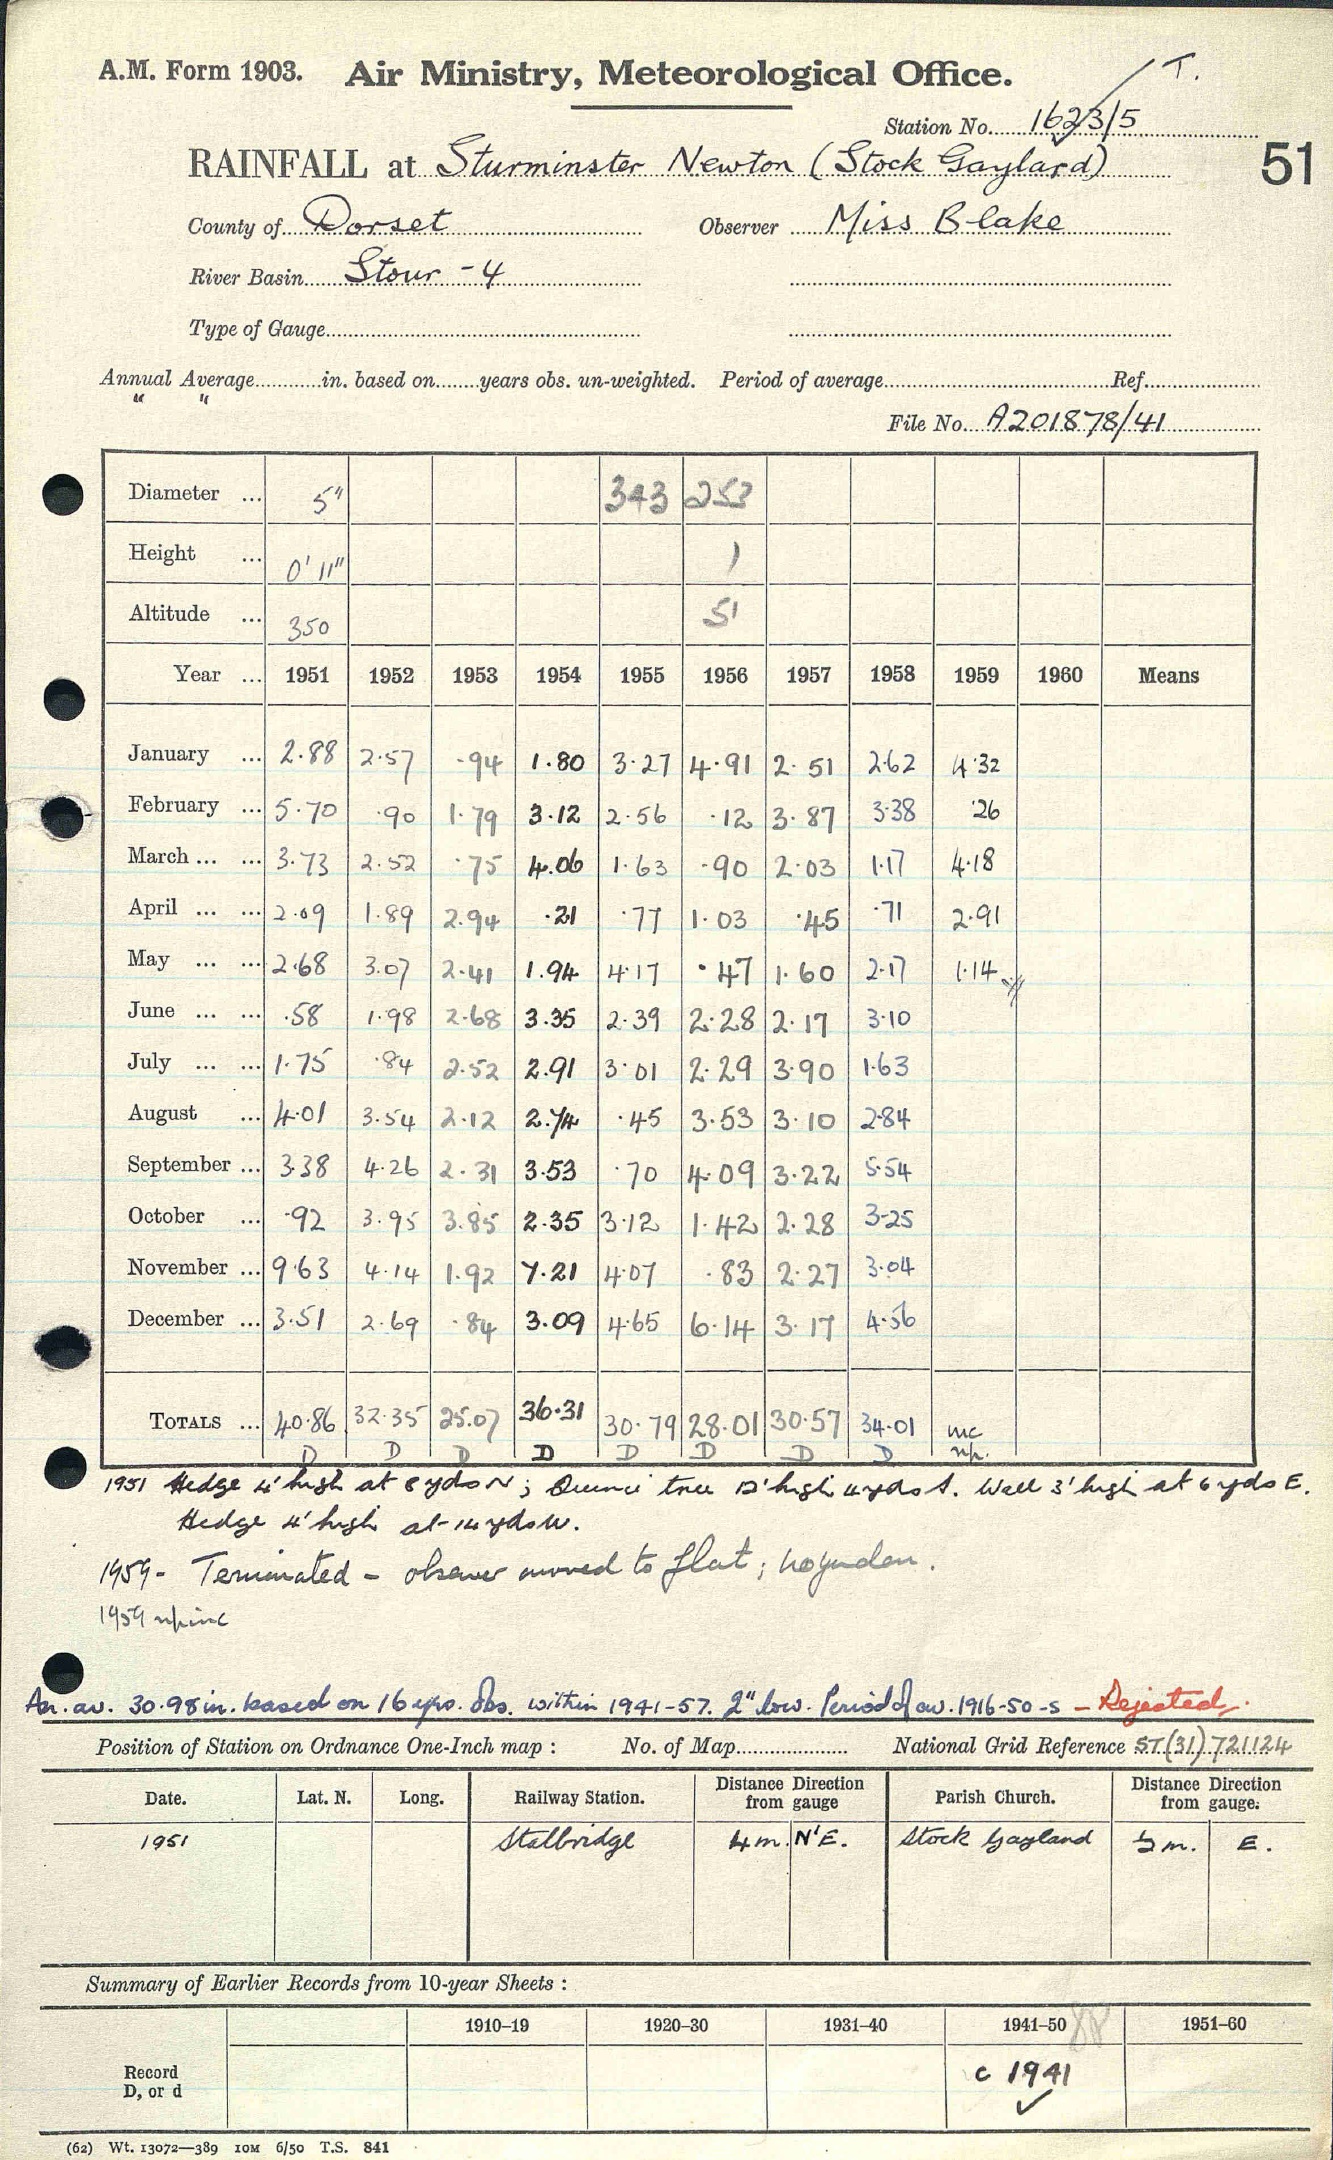 A.M. Form 1903. Air Ministry, Meteorological Office. T.
Station No. 1623/5
RAINFALL at Sturminster Newton (Stock Gaylard) 51
County of Dorset Observer Miss Blake
River Basin Stour - 4
Type of Gauge
Annual Average in. based on years obs. un-weighted. Period of average Ref.
" "
File No. A201878/41
Diameter ... 5" 343 253
Height ... 0' 11" 1
Altitude ... 350 51
Year ... 1951 1952 1953 1954 1955 1956 1957 1958 1959 1960 Means
January ... 2.88 2.57 .94 1.80 3.27 4.91 2.51 2.62 4.32
February ... 5.70 .90 1.79 3.12 2.56 .12 3.87 3.38 .26
March ... ... 3.73 2.52 .75 4.06 1.63 .90 2.03 1.17 4.18
April ... ... 2.09 1.89 2.94 .21 .77 1.03 .45 .71 2.91
May ... ... 2.68 3.07 2.41 1.94 4.17 .47 1.60 2.17 1.14
June ... ... .58 1.98 2.68 3.35 2.39 2.28 2.17 3.10
July ... ... 1.75 .84 2.52 2.91 3.01 2.29 3.90 1.63
August ... 4.01 3.54 2.12 2.74 .45 3.53 3.10 2.84
September ... 3.38 4.26 2.31 3.53 .70 4.09 3.22 5.54
October ... .92 3.95 3.85 2.35 3.12 1.42 2.28 3.25
November ... 9.63 4.14 1.92 7.21 4.07 .83 2.27 3.04
December ... 3.51 2.69 .84 3.09 4.65 6.14 3.17 4.56
TOTALS ... 40.86 32.35 25.07 36.31 30.79 28.01 30.57 34.01 inc
D D D D D D D D np.
1951 Hedge 4' high at 8 yds N; Quince tree 12' high 4 yds S. Wall 3' high at 6 yds E.
Hedge 4' high at 14 yds W.
1959 - Terminated - observer moved to flat; no garden.
1959 np inc
An. av. 30.98 in. based on 16 yrs. obs. within 1941-57. 2" low. Period of av. 1916-50-s - Rejected.
Position of Station on Ordnance One-Inch map : No. of Map National Grid Reference ST(31)721124
Date. Lat. N. Long. Railway Station. Distance Direction from gauge Parish Church. Distance Direction from gauge.
1951 Stalbridge 4 m. N'E. Stock Gayland ½ m. E.
Summary of Earlier Records from 10-year Sheets :
1910-19 1920-30 1931-40 1941-50 1951-60
Record D, or d c 1941 ✓
(62) Wt. 13072—389 10M 6/50 T.S. 841